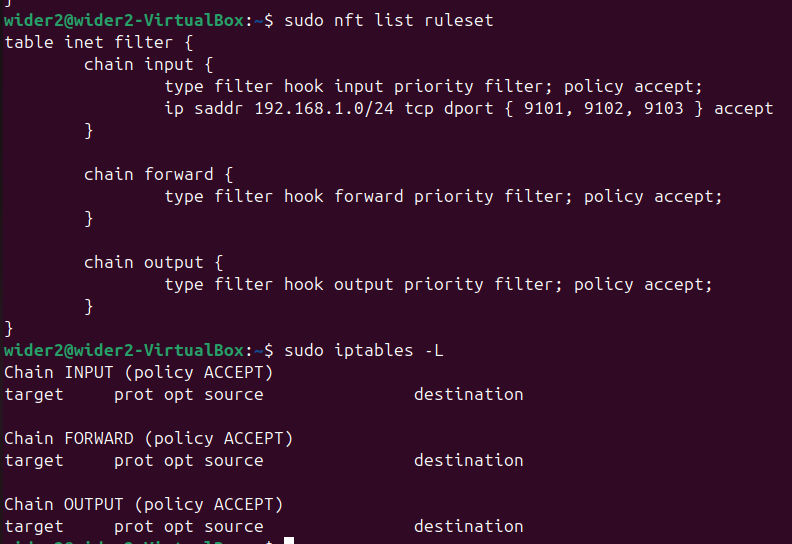 }
wider2@wider2-VirtualBox:~$ sudo nft list ruleset
table inet filter {
        chain input {
                type filter hook input priority filter; policy accept;
                ip saddr 192.168.1.0/24 tcp dport { 9101, 9102, 9103 } accept
        }

        chain forward {
                type filter hook forward priority filter; policy accept;
        }

        chain output {
                type filter hook output priority filter; policy accept;
        }
}
wider2@wider2-VirtualBox:~$ sudo iptables -L
Chain INPUT (policy ACCEPT)
target     prot opt source               destination

Chain FORWARD (policy ACCEPT)
target     prot opt source               destination

Chain OUTPUT (policy ACCEPT)
target     prot opt source               destination
wider2@wider2-VirtualBox:~$